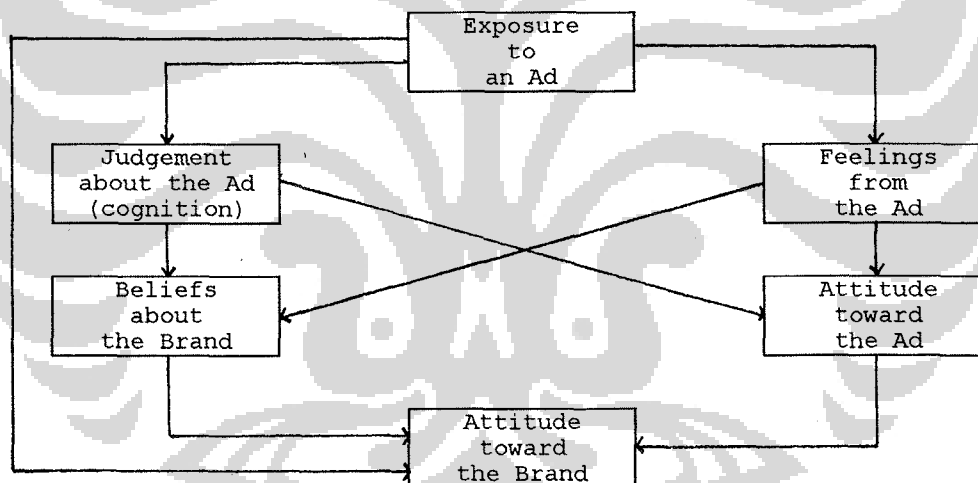 Exposure
to
an Ad
Judgement
about the Ad
(cognition)
Feelings
from
the Ad
Beliefs
about
the Brand
Attitude
toward
the Ad
Attitude
toward
the Brand